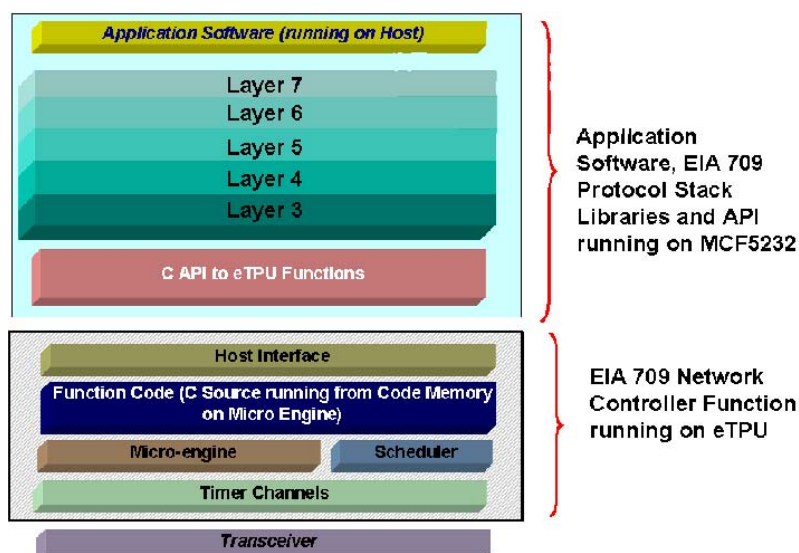 Application Software (running on Host)
Layer 7
Layer 6
Layer 5
Layer 4
Layer 3
C API to eTPU Functions
Application
Software, EIA 709
Protocol Stack
Libraries and API
running on MCF5232
Host Interface
Function Code (C Source running from Code Memory
on Micro Engine)
Micro-engine
Scheduler
Timer Channels
EIA 709 Network
Controller Function
running on eTPU
Transceiver